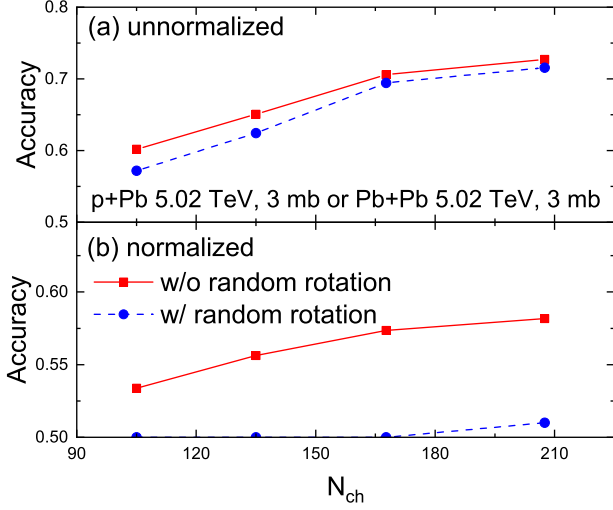 0.8
(a) unnormalized
0.7
Accuracy
0.6
p+Pb 5.02 TeV, 3 mb or Pb+Pb 5.02 TeV, 3 mb
0.5
(b) normalized
0.60
w/o random rotation
w/ random rotation
Accuracy
0.55
0.50
90 120 150 180 210
N_ch